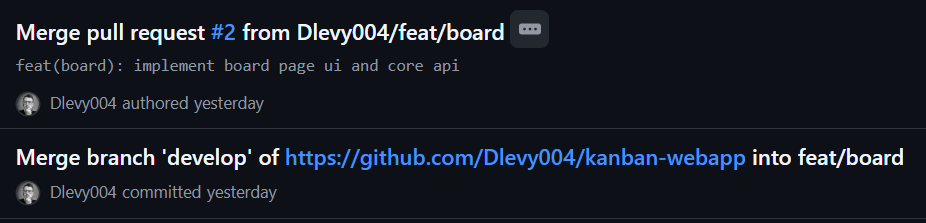 Merge pull request #2 from Dlevy004/feat/board
feat(board): implement board page ui and core api
Dlevy004 authored yesterday
Merge branch 'develop' of https://github.com/Dlevy004/kanban-webapp into feat/board
Dlevy004 committed yesterday